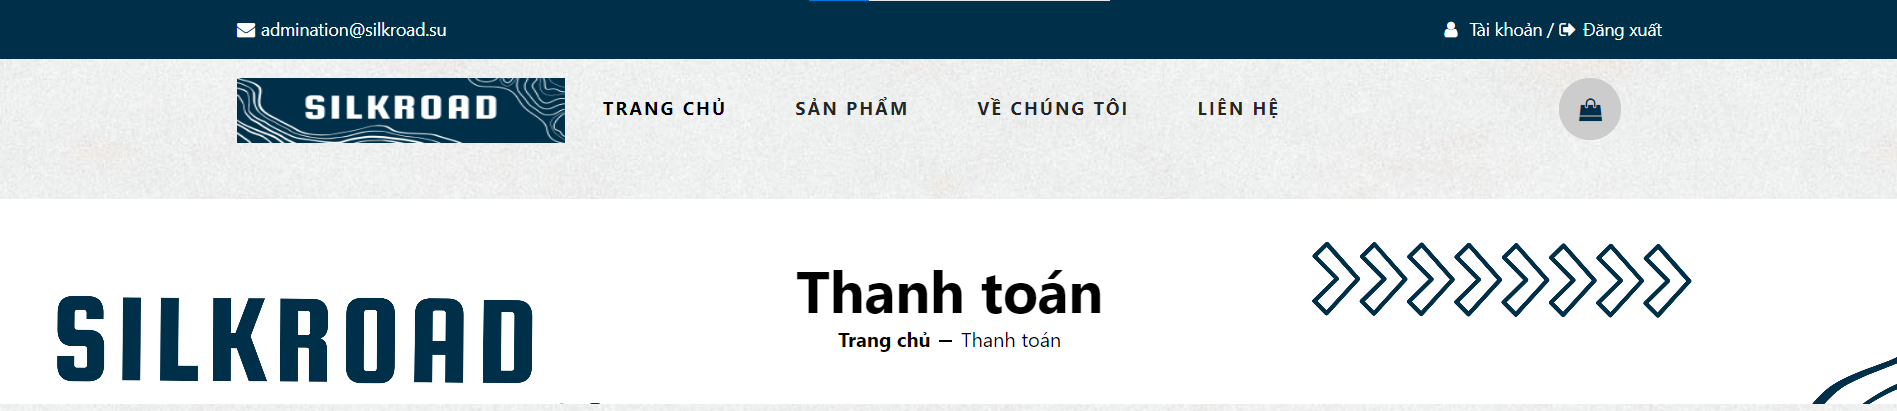 admination@silkroad.su
Tài khoản / Đăng xuất
SILKROAD
TRANG CHỦ
SẢN PHẨM
VỀ CHÚNG TÔI
LIÊN HỆ
SILKROAD
Thanh toán
Trang chủ — Thanh toán